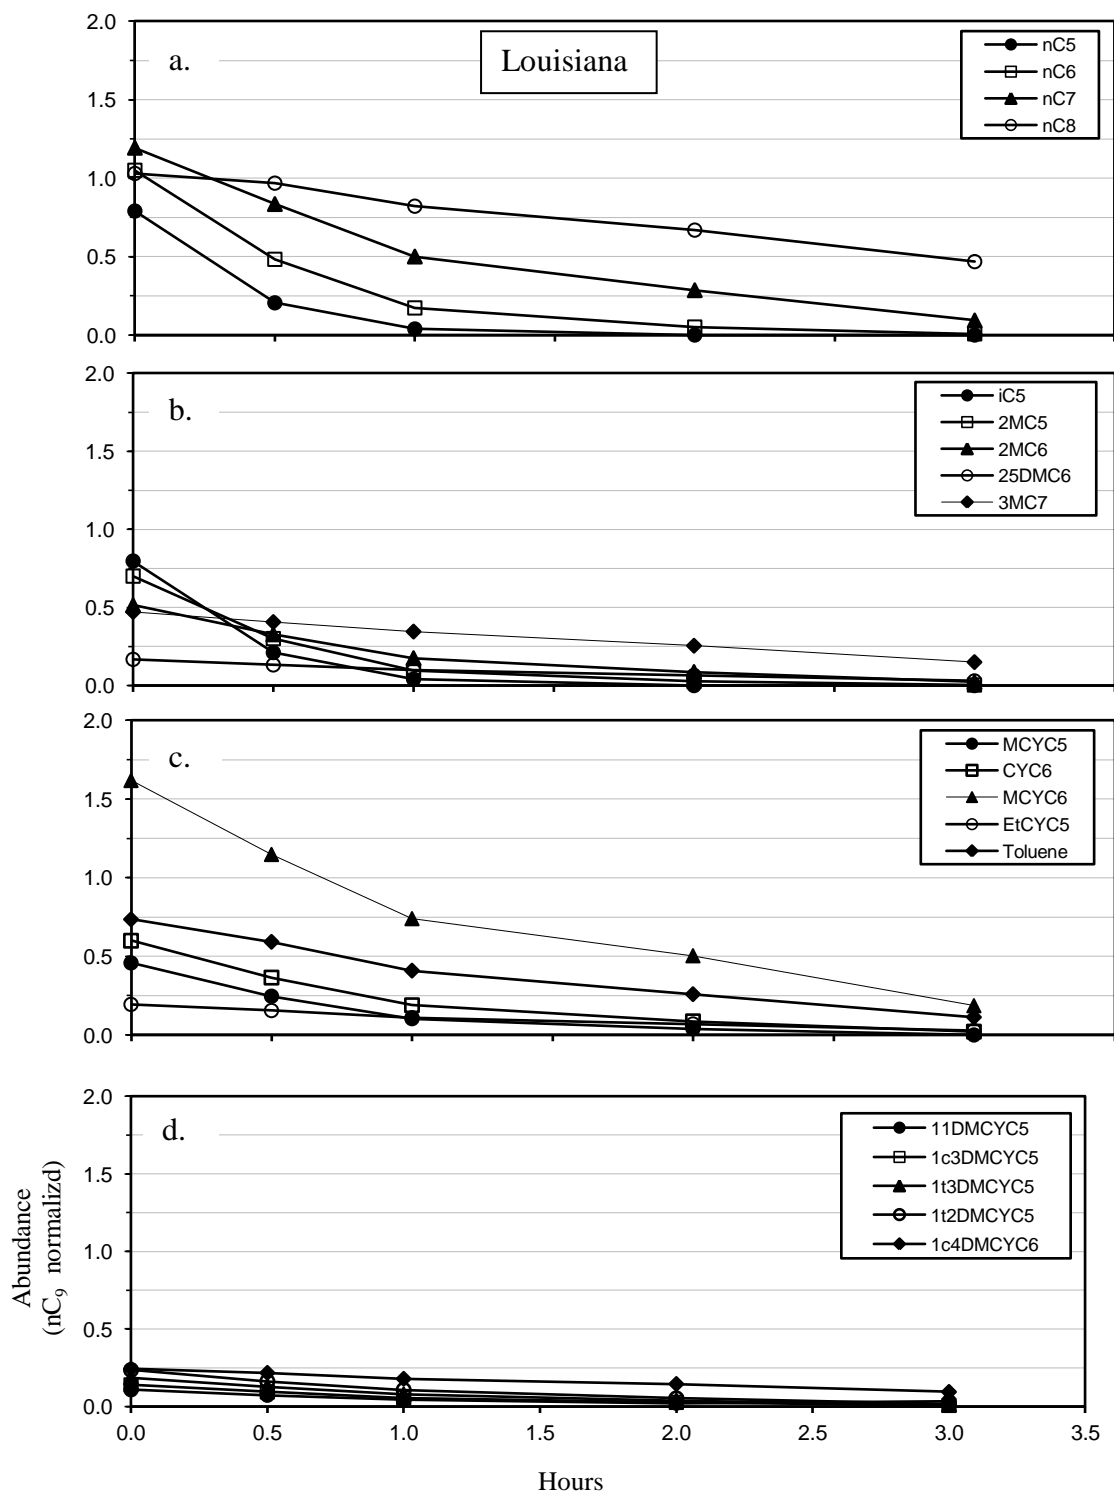 2.0
1.5
1.0
0.5
0.0
a.
Louisiana
nC5
nC6
nC7
nC8
2.0
1.5
1.0
0.5
0.0
b.
iC5
2MC5
2MC6
25DMC6
3MC7
2.0
1.5
1.0
0.5
0.0
c.
MCYC5
CYC6
MCYC6
EtCYC5
Toluene
2.0
1.5
1.0
0.5
0.0
d.
11DMCYC5
1c3DMCYC5
1t3DMCYC5
1t2DMCYC5
1c4DMCYC6
Abundance
(nC₉ normalizd)
0.0 0.5 1.0 1.5 2.0 2.5 3.0 3.5
Hours